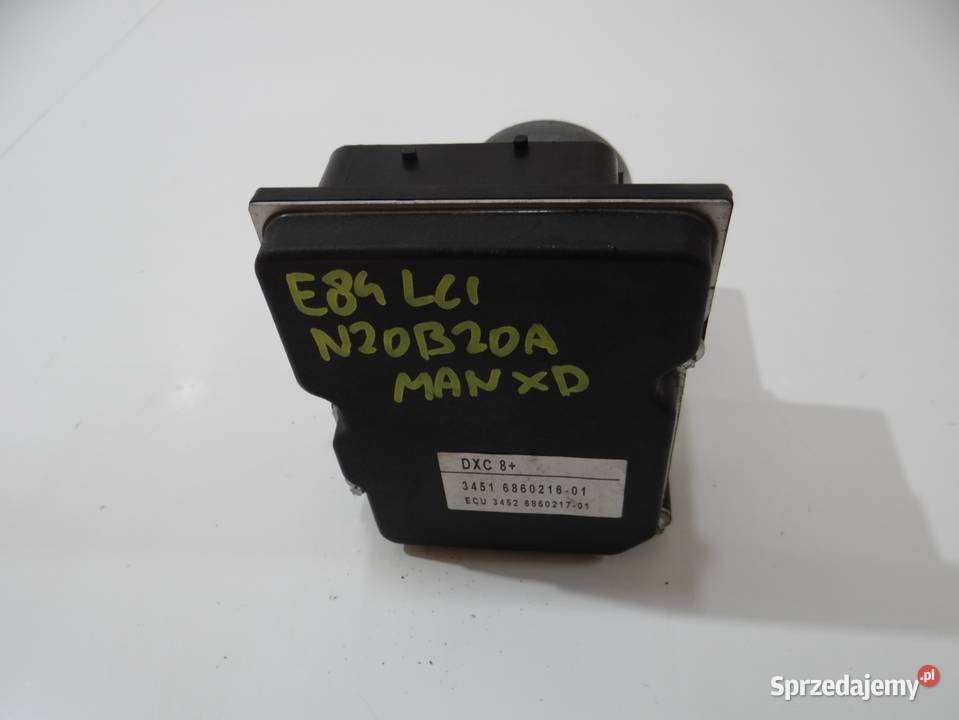 E84 LCI
N20B20A
MAN XD
DXC 8+
3451 6860216-01
ECU 3452 6860217-01
Sprzedajemy.pl